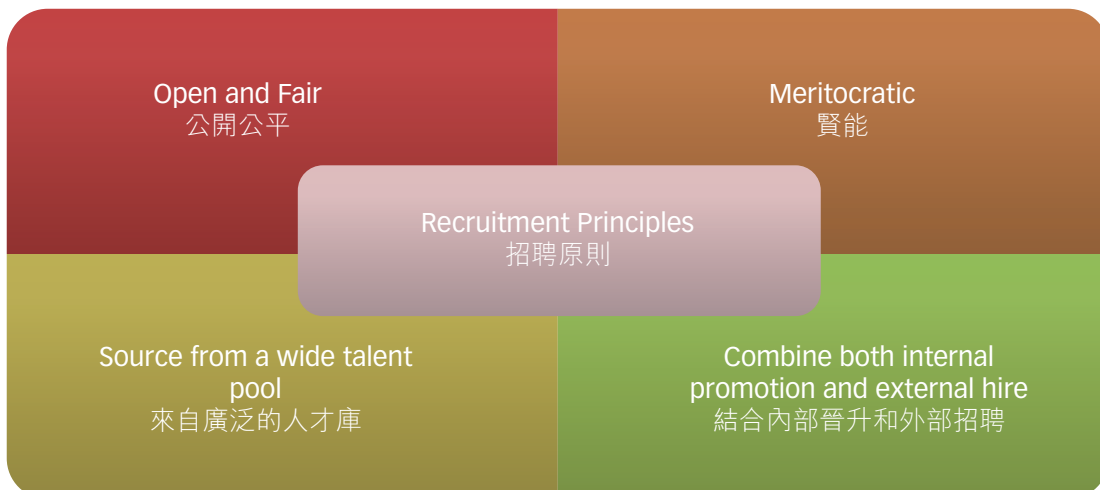 Open and Fair
公開公平
Meritocratic
賢能
Recruitment Principles
招聘原則
Source from a wide talent
pool
來自廣泛的人才庫
Combine both internal
promotion and external hire
結合內部晉升和外部招聘